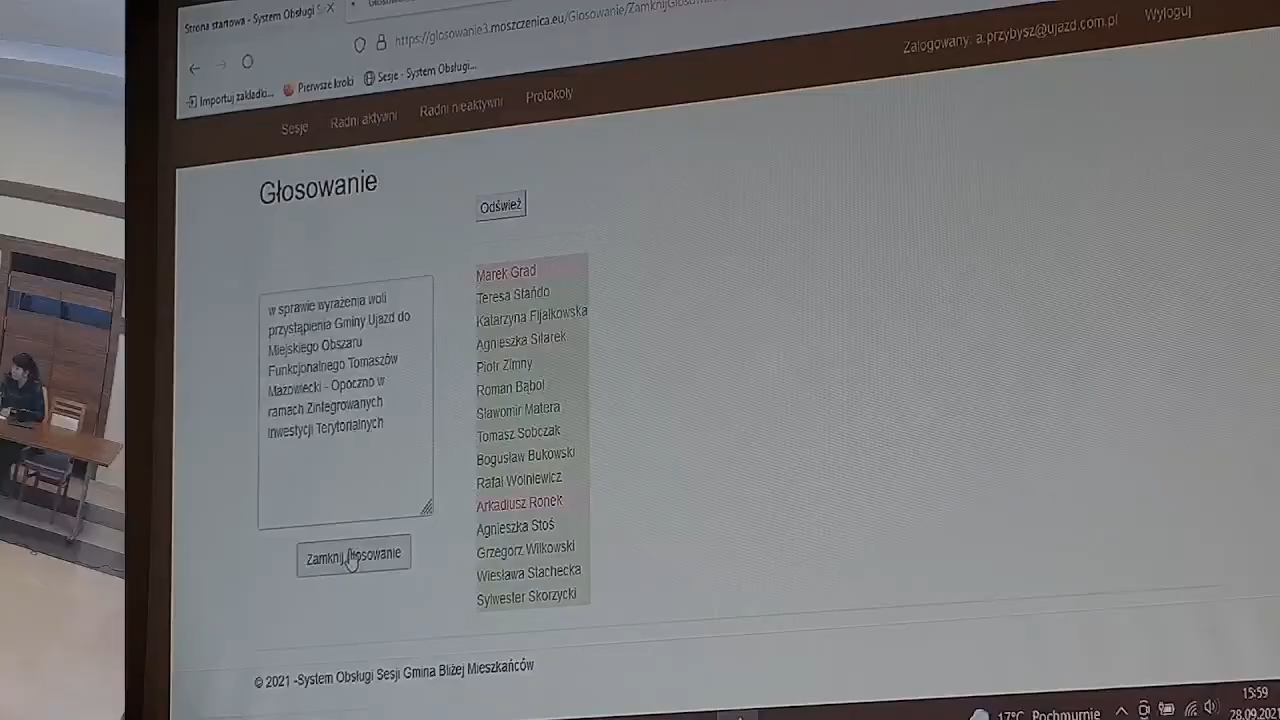 Strona startowa - System Obsługi S
https://glosowanie3.moszczenica.eu/Glosowanie/ZamknijGloso
Importuj zakładki...
Pierwsze kroki
Sesje - System Obsługi...
Zalogowany: a.przybysz@ujazd.com.pl
Wyloguj
Sesje
Radni aktywni
Radni nieaktywni
Protokoły
Głosowanie
Odśwież
w sprawie wyrażenia woli
przystąpienia Gminy Ujazd do
Miejskiego Obszaru
Funkcjonalnego Tomaszów
Mazowiecki - Opoczno w
ramach Zintegrowanych
Inwestycji Terytorialnych
Zamknij głosowanie
Marek Grad
Teresa Stańdo
Katarzyna Fijałkowska
Agnieszka Siłarek
Piotr Zimny
Roman Bąbol
Sławomir Matera
Tomasz Sobczak
Bogusław Bukowski
Rafał Wolniewicz
Arkadiusz Ronek
Agnieszka Stoś
Grzegorz Wilkowski
Wiesława Stachecka
Sylwester Skorzycki
© 2021 -System Obsługi Sesji Gmina Bliżej Mieszkańców
17°C Pochmurnie
15:59
28.09.202